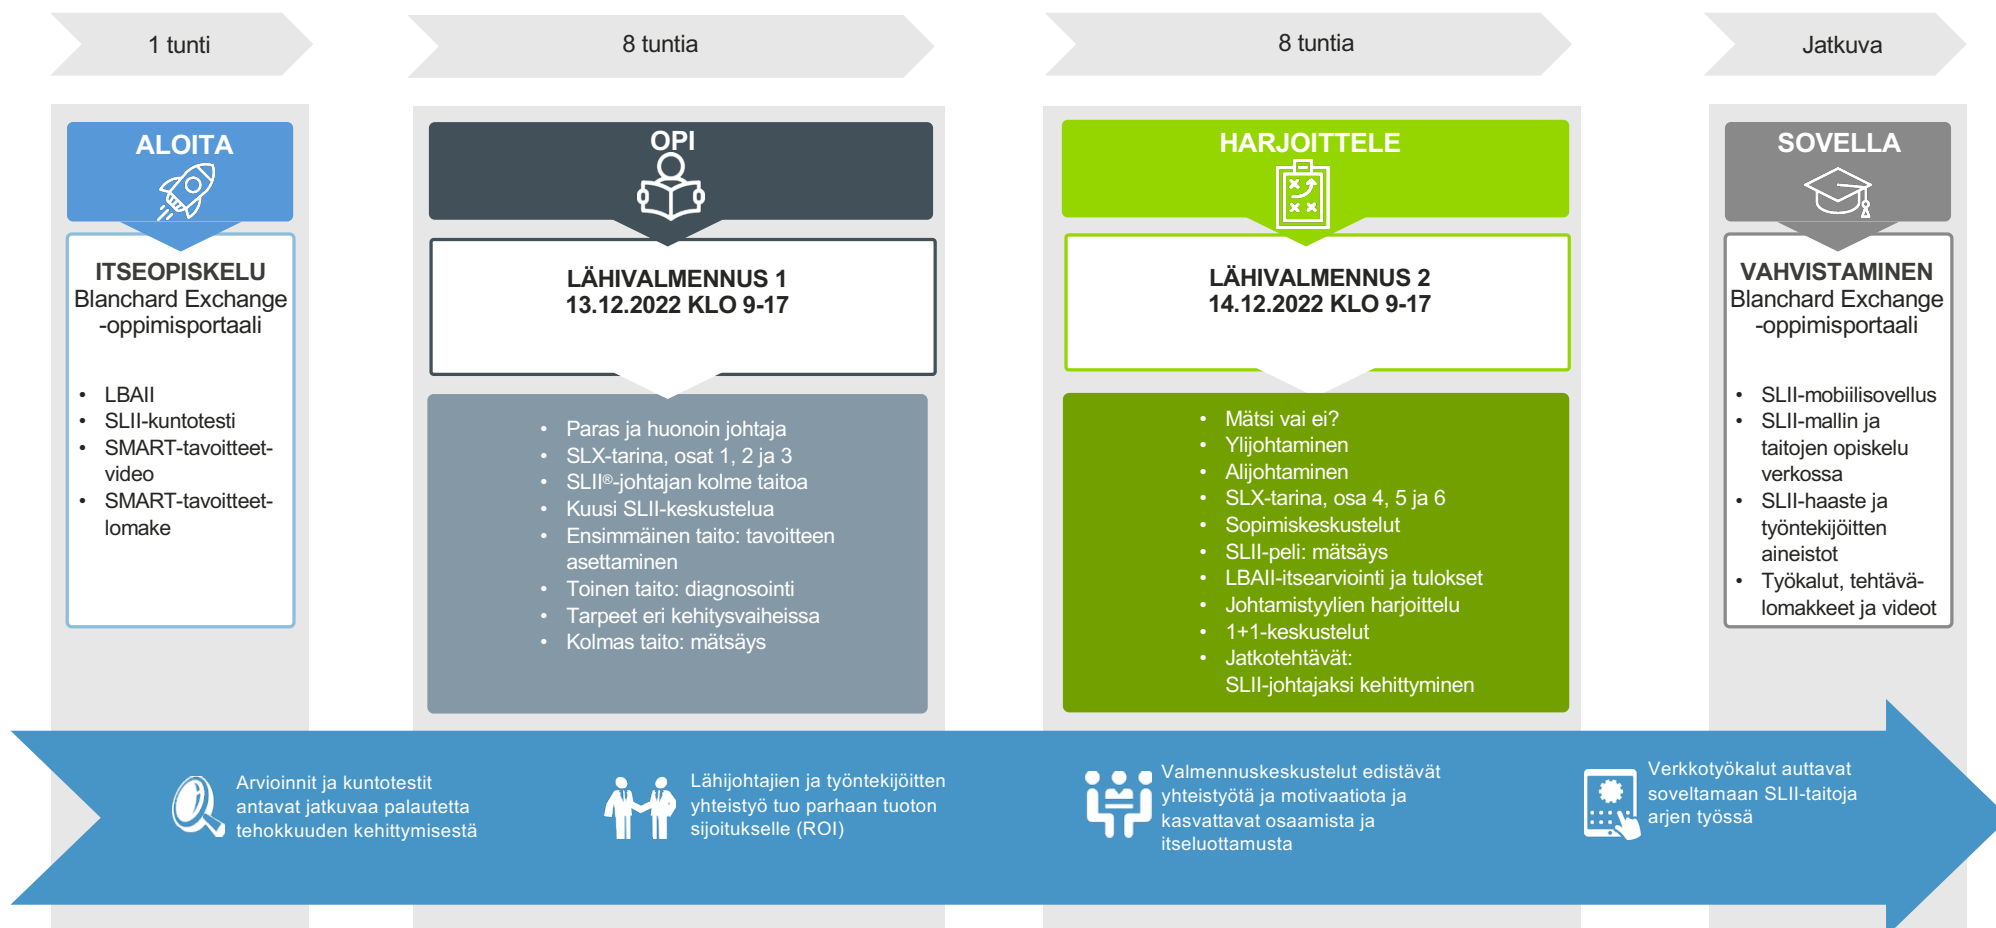 1 tunti
8 tuntia
8 tuntia
Jatkuva
ALOITA
ITSEOPISKELU
Blanchard Exchange
-oppimisportaali
• LBAII
• SLII-kuntotesti
• SMART-tavoitteet-
video
• SMART-tavoitteet-
lomake
OPI
LÄHIVALMENNUS 1
13.12.2022 KLO 9-17
• Paras ja huonoin johtaja
• SLX-tarina, osat 1, 2 ja 3
• SLII®-johtajan kolme taitoa
• Kuusi SLII-keskustelua
• Ensimmäinen taito: tavoitteen
asettaminen
• Toinen taito: diagnosointi
• Tarpeet eri kehitysvaiheissa
• Kolmas taito: mätsäys
HARJOITTELE
LÄHIVALMENNUS 2
14.12.2022 KLO 9-17
• Mätsi vai ei?
• Ylijohtaminen
• Alijohtaminen
• SLX-tarina, osa 4, 5 ja 6
• Sopimiskeskustelut
• SLII-peli: mätsäys
• LBAII-itsearviointi ja tulokset
• Johtamistyylien harjoittelu
• 1+1-keskustelut
• Jatkotehtävät:
SLII-johtajaksi kehittyminen
SOVELLA
VAHVISTAMINEN
Blanchard Exchange
-oppimisportaali
• SLII-mobiilisovellus
• SLII-mallin ja
taitojen opiskelu
verkossa
• SLII-haaste ja
työntekijöitten
aineistot
• Työkalut, tehtävä-
lomakkeet ja videot
Arvioinnit ja kuntotestit
antavat jatkuvaa palautetta
tehokkuuden kehittymisestä
Lähijohtajien ja työntekijöitten
yhteistyö tuo parhaan tuoton
sijoitukselle (ROI)
Valmennuskeskustelut edistävät
yhteistyötä ja motivaatiota ja
kasvattavat osaamista ja
itseluottamusta
Verkkotyökalut auttavat
soveltamaan SLII-taitoja
arjen työssä